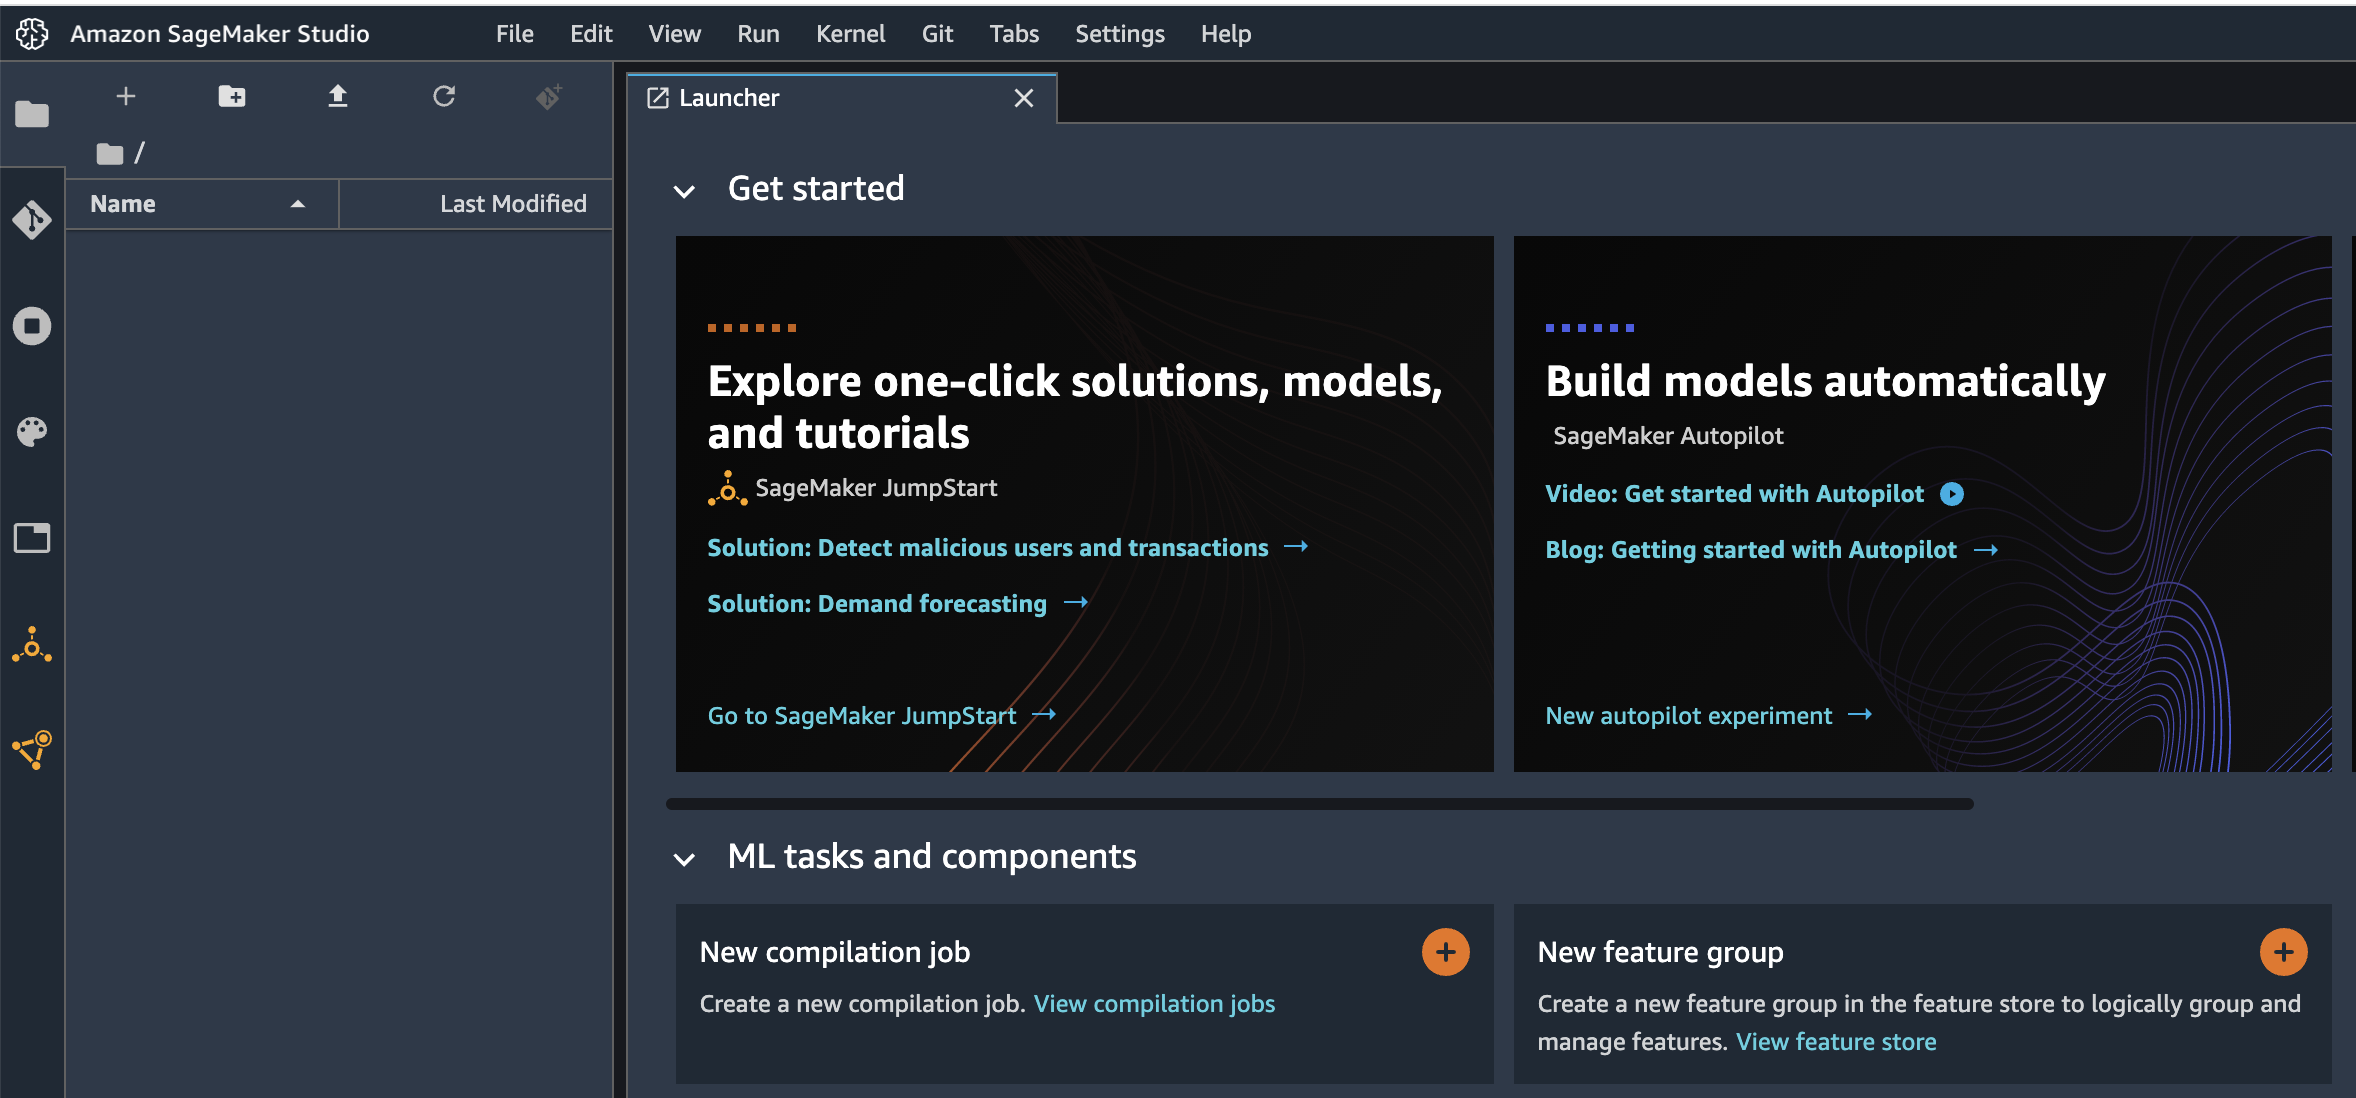 Amazon SageMaker Studio
File Edit View Run Kernel Git Tabs Settings Help
/
Name Last Modified
Launcher
Get started
Explore one-click solutions, models,
and tutorials
SageMaker JumpStart
Solution: Detect malicious users and transactions
Solution: Demand forecasting
Go to SageMaker JumpStart
Build models automatically
SageMaker Autopilot
Video: Get started with Autopilot
Blog: Getting started with Autopilot
New autopilot experiment
ML tasks and components
New compilation job
Create a new compilation job. View compilation jobs
New feature group
Create a new feature group in the feature store to logically group and
manage features. View feature store